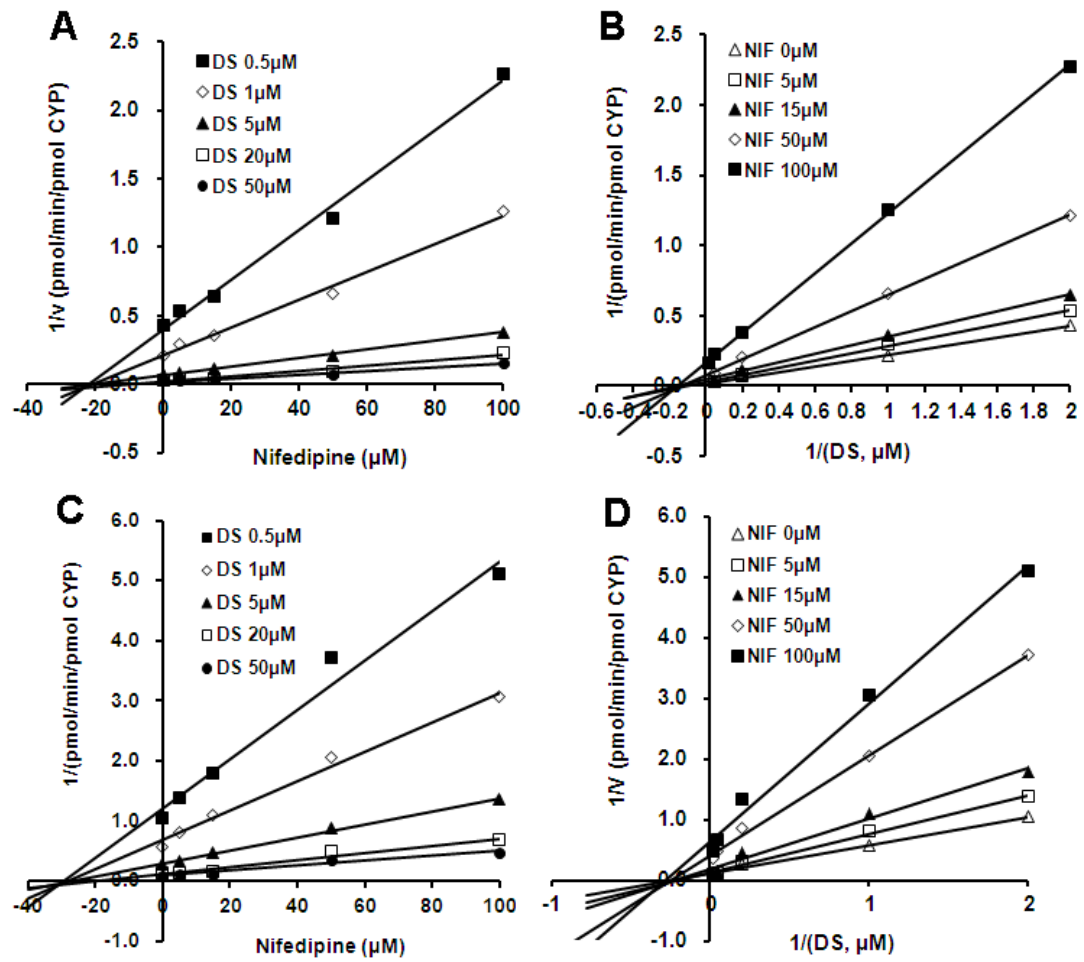 A
1/v (pmol/min/pmol CYP)
2.5
2.0
1.5
1.0
0.5
0.0
-0.5
DS 0.5µM
DS 1µM
DS 5µM
DS 20µM
DS 50µM
-40 -20 0 20 40 60 80 100
Nifedipine (µM)
B
1/(pmol/min/pmol CYP)
2.5
2.0
1.5
1.0
0.5
0.0
-0.5
NIF 0µM
NIF 5µM
NIF 15µM
NIF 50µM
NIF 100µM
-0.6 -0.4 -0.2 0 0.2 0.4 0.6 0.8 1 1.2 1.4 1.6 1.8 2
1/(DS, µM)
C
1/(pmol/min/pmol CYP)
6.0
5.0
4.0
3.0
2.0
1.0
0.0
-1.0
DS 0.5µM
DS 1µM
DS 5µM
DS 20µM
DS 50µM
-40 -20 0 20 40 60 80 100
Nifedipine (µM)
D
1/V (pmol/min/pmol CYP)
6.0
5.0
4.0
3.0
2.0
1.0
0.0
-1.0
NIF 0µM
NIF 5µM
NIF 15µM
NIF 50µM
NIF 100µM
-1 0 1 2
1/(DS, µM)